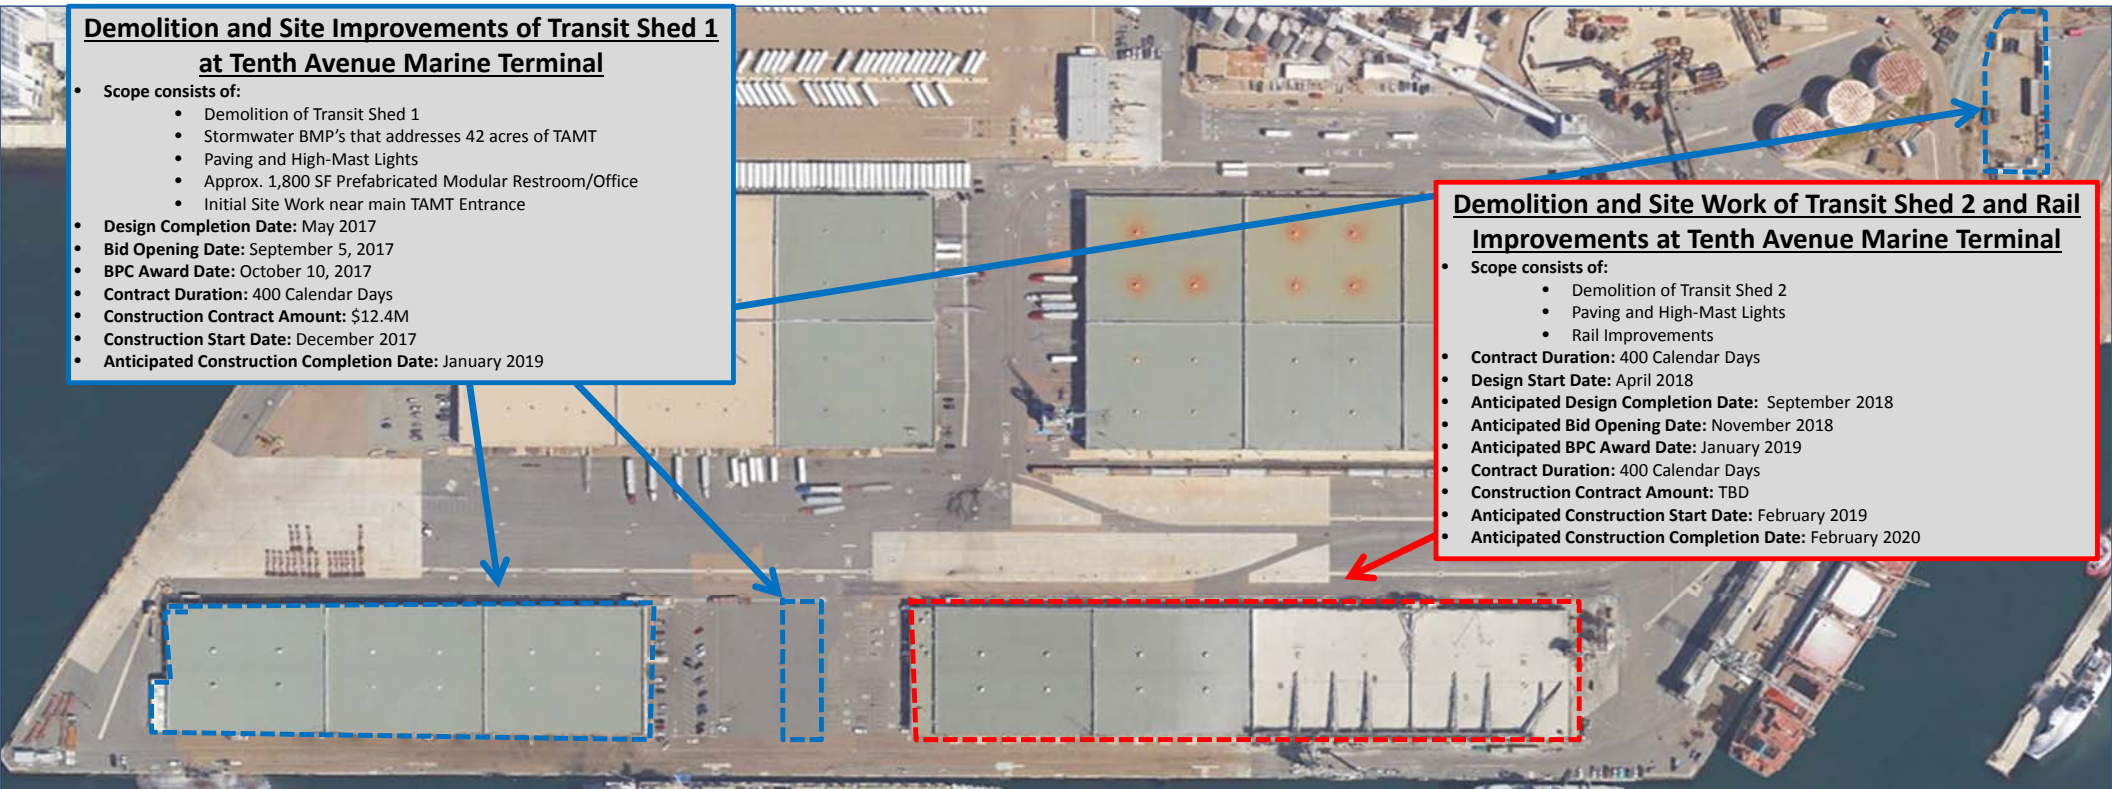 Demolition and Site Improvements of Transit Shed 1
at Tenth Avenue Marine Terminal
• Scope consists of:
• Demolition of Transit Shed 1
• Stormwater BMP's that addresses 42 acres of TAMT
• Paving and High-Mast Lights
• Approx. 1,800 SF Prefabricated Modular Restroom/Office
• Initial Site Work near main TAMT Entrance
• Design Completion Date: May 2017
• Bid Opening Date: September 5, 2017
• BPC Award Date: October 10, 2017
• Contract Duration: 400 Calendar Days
• Construction Contract Amount: $12.4M
• Construction Start Date: December 2017
• Anticipated Construction Completion Date: January 2019
Demolition and Site Work of Transit Shed 2 and Rail
Improvements at Tenth Avenue Marine Terminal
• Scope consists of:
• Demolition of Transit Shed 2
• Paving and High-Mast Lights
• Rail Improvements
• Contract Duration: 400 Calendar Days
• Design Start Date: April 2018
• Anticipated Design Completion Date: September 2018
• Anticipated Bid Opening Date: November 2018
• Anticipated BPC Award Date: January 2019
• Contract Duration: 400 Calendar Days
• Construction Contract Amount: TBD
• Anticipated Construction Start Date: February 2019
• Anticipated Construction Completion Date: February 2020